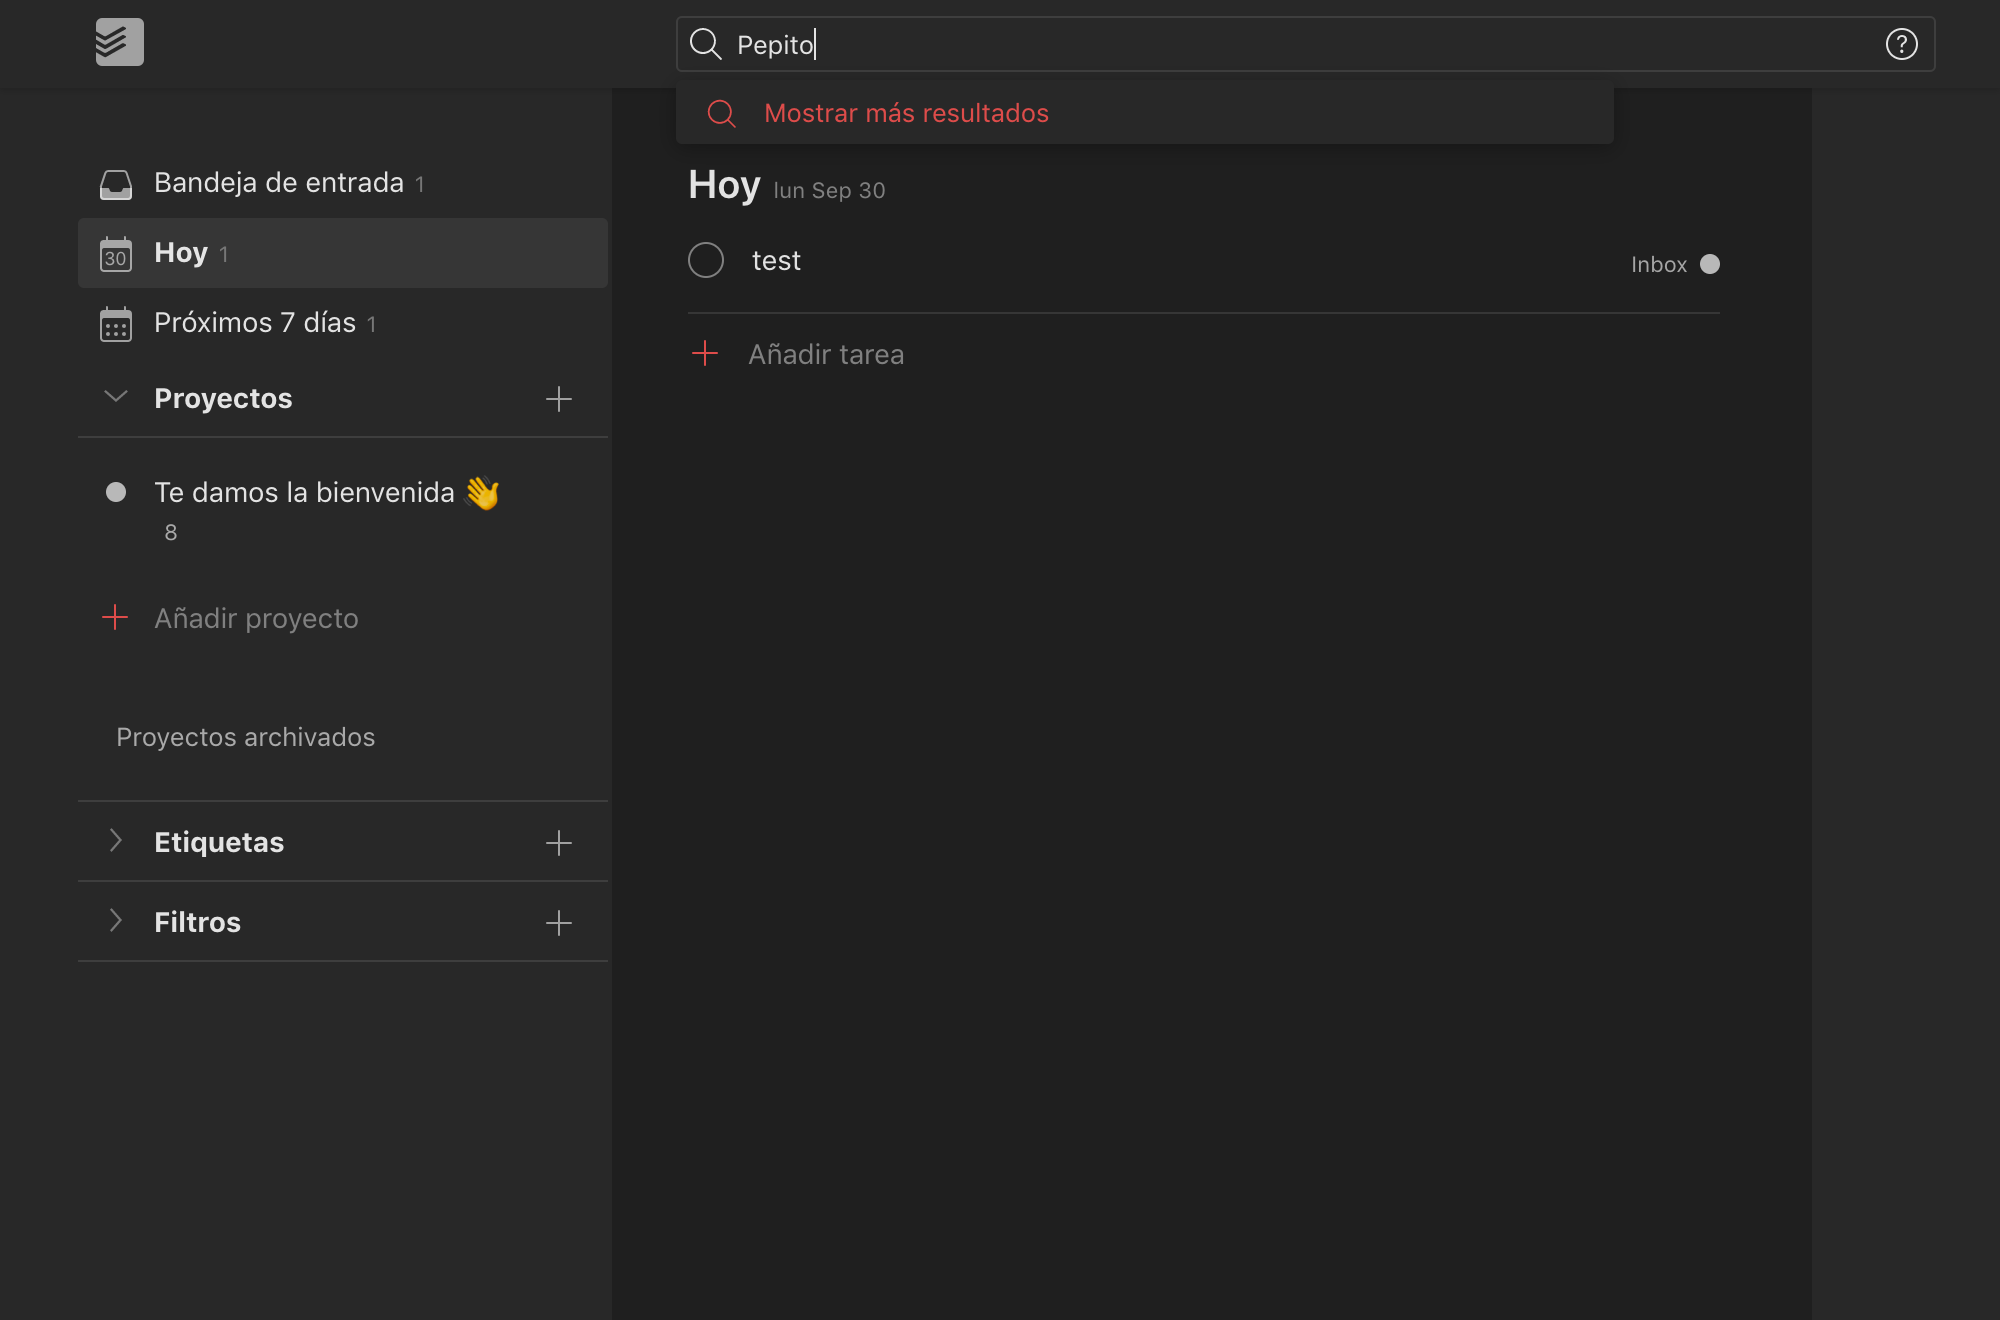 Pepito
?
Mostrar más resultados
Bandeja de entrada 1
30
Hoy 1
Próximos 7 días 1
Proyectos
Te damos la bienvenida 👋
8
Añadir proyecto
Proyectos archivados
Etiquetas
Filtros
Hoy lun Sep 30
test
Inbox
Añadir tarea